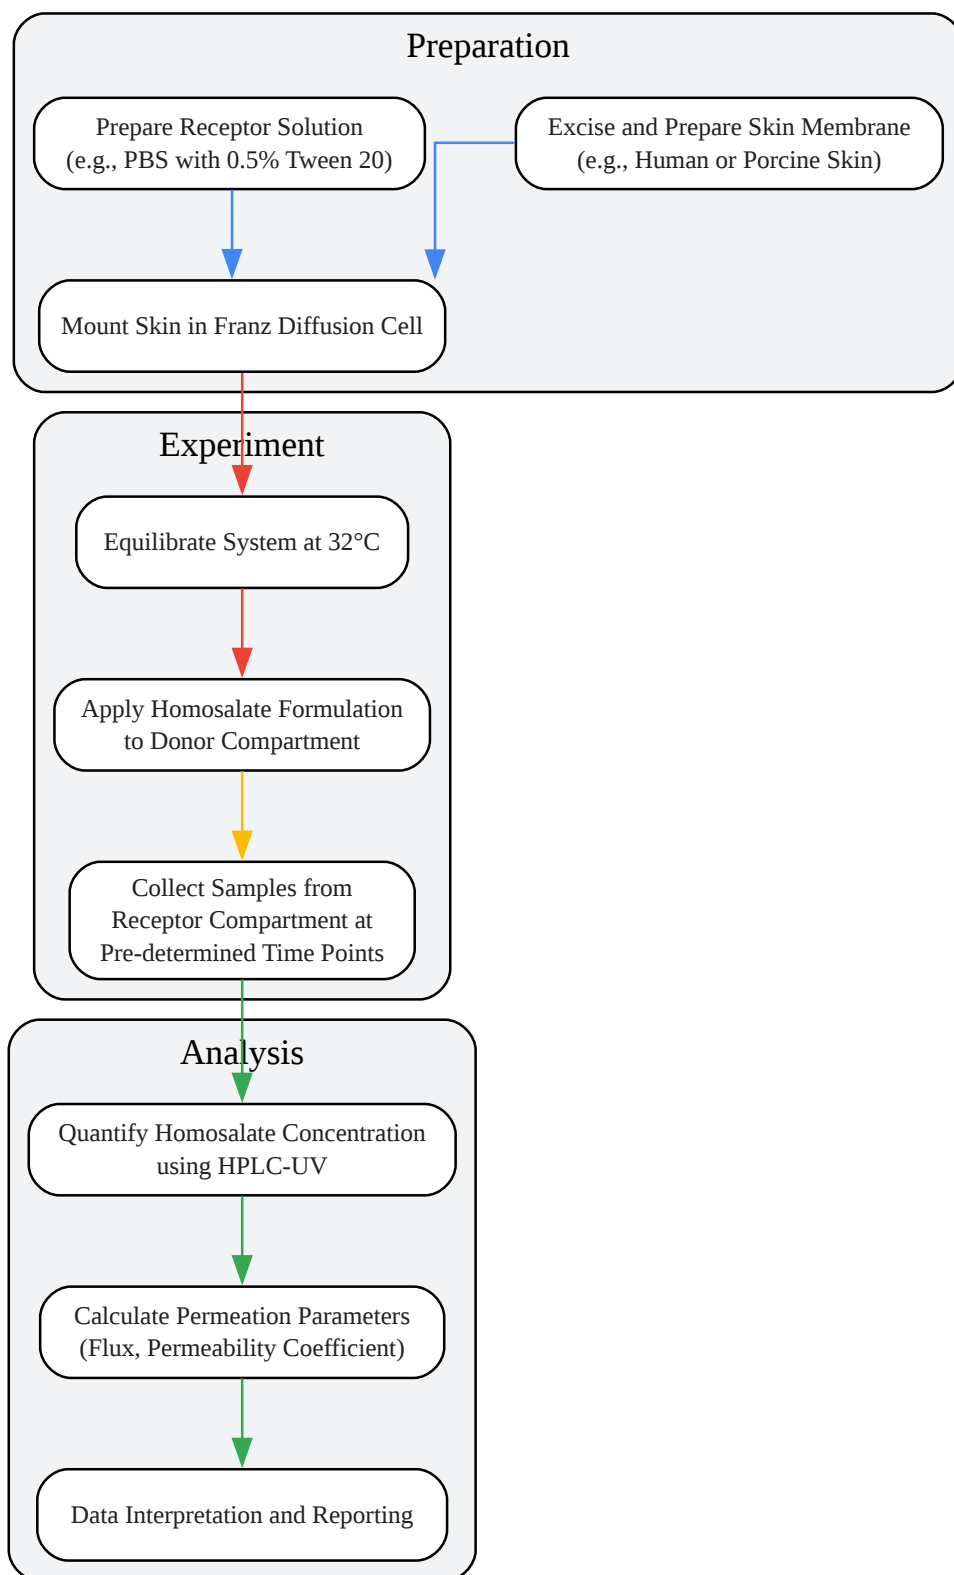 Preparation
Prepare Receptor Solution
(e.g., PBS with 0.5% Tween 20)
Excise and Prepare Skin Membrane
(e.g., Human or Porcine Skin)
Mount Skin in Franz Diffusion Cell
Experiment
Equilibrate System at 32°C
Apply Homosalate Formulation
to Donor Compartment
Collect Samples from
Receptor Compartment at
Pre-determined Time Points
Analysis
Quantify Homosalate Concentration
using HPLC-UV
Calculate Permeation Parameters
(Flux, Permeability Coefficient)
Data Interpretation and Reporting